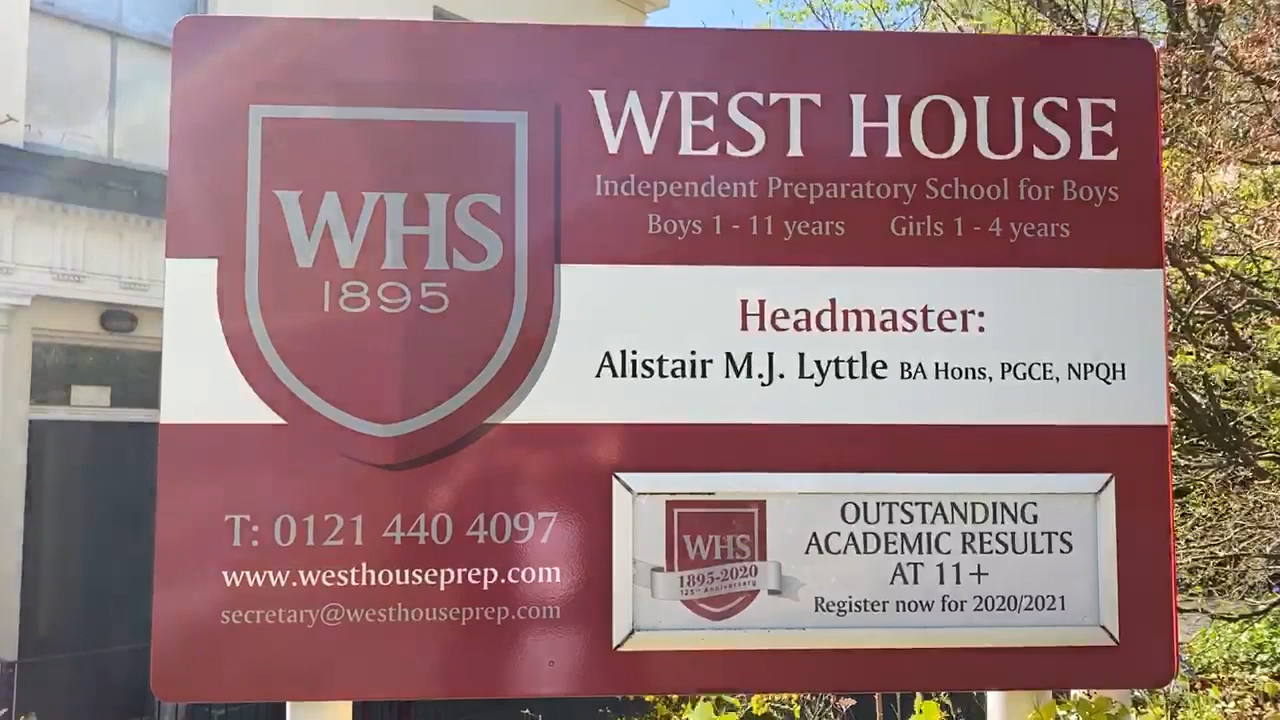 WHS
1895
WEST HOUSE
Independent Preparatory School for Boys
Boys 1 - 11 years Girls 1 - 4 years
Headmaster:
Alistair M.J. Lyttle BA Hons, PGCE, NPQH
T: 0121 440 4097
www.westhouseprep.com
secretary@westhouseprep.com
WHS
1895-2020
125th Anniversary
OUTSTANDING
ACADEMIC RESULTS
AT 11+
Register now for 2020/2021